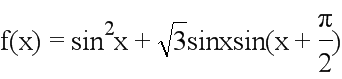 f(x) = sin²x + √3sinxsin(x + π/2)